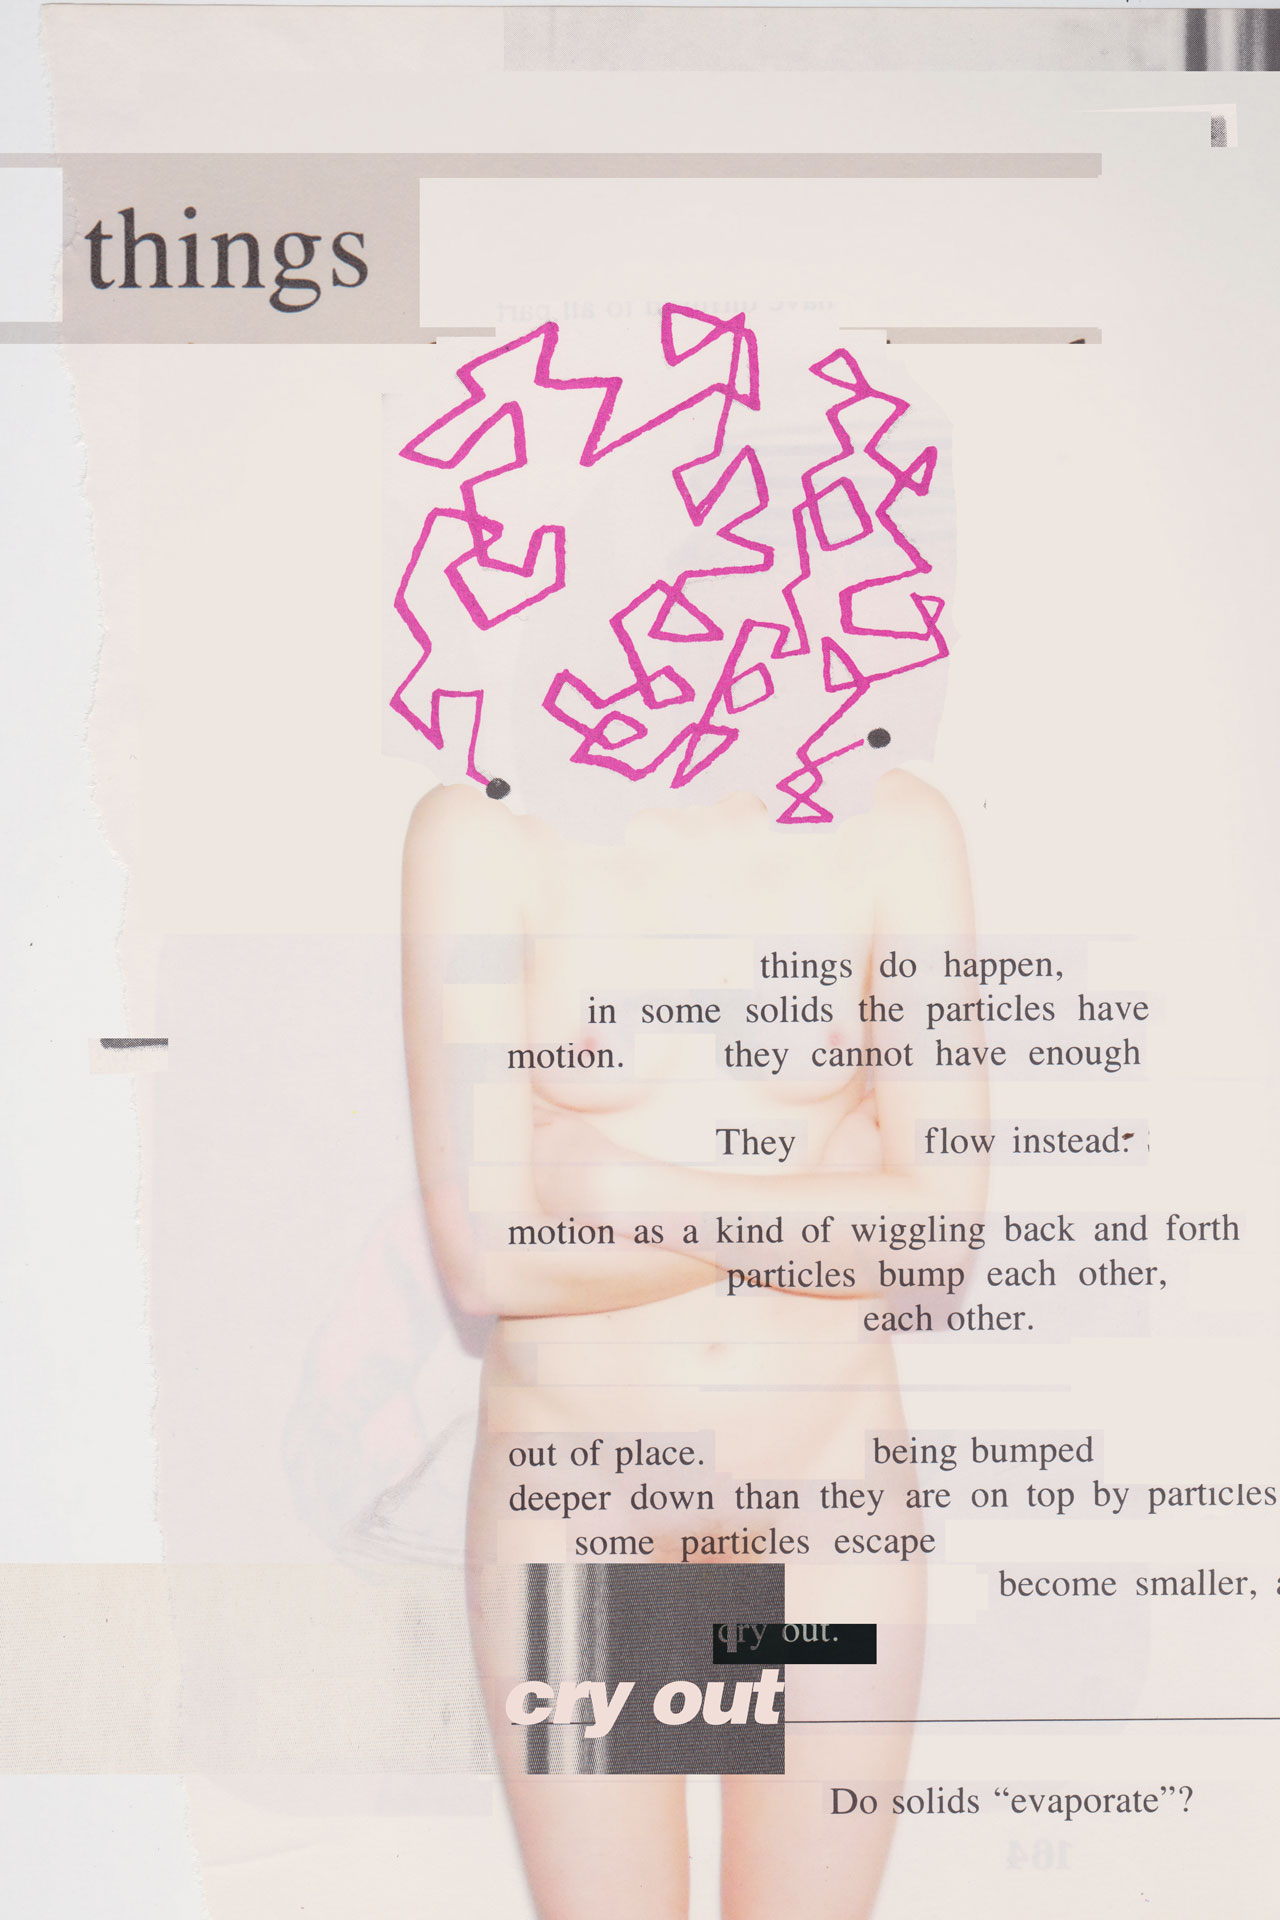 things
things do happen,
in some solids the particles have
motion. they cannot have enough
They flow instead.
motion as a kind of wiggling back and forth
particles bump each other,
each other.
out of place. being bumped
deeper down than they are on top by particles
some particles escape
become smaller, a
cry out.
cry out
Do solids “evaporate”?
164